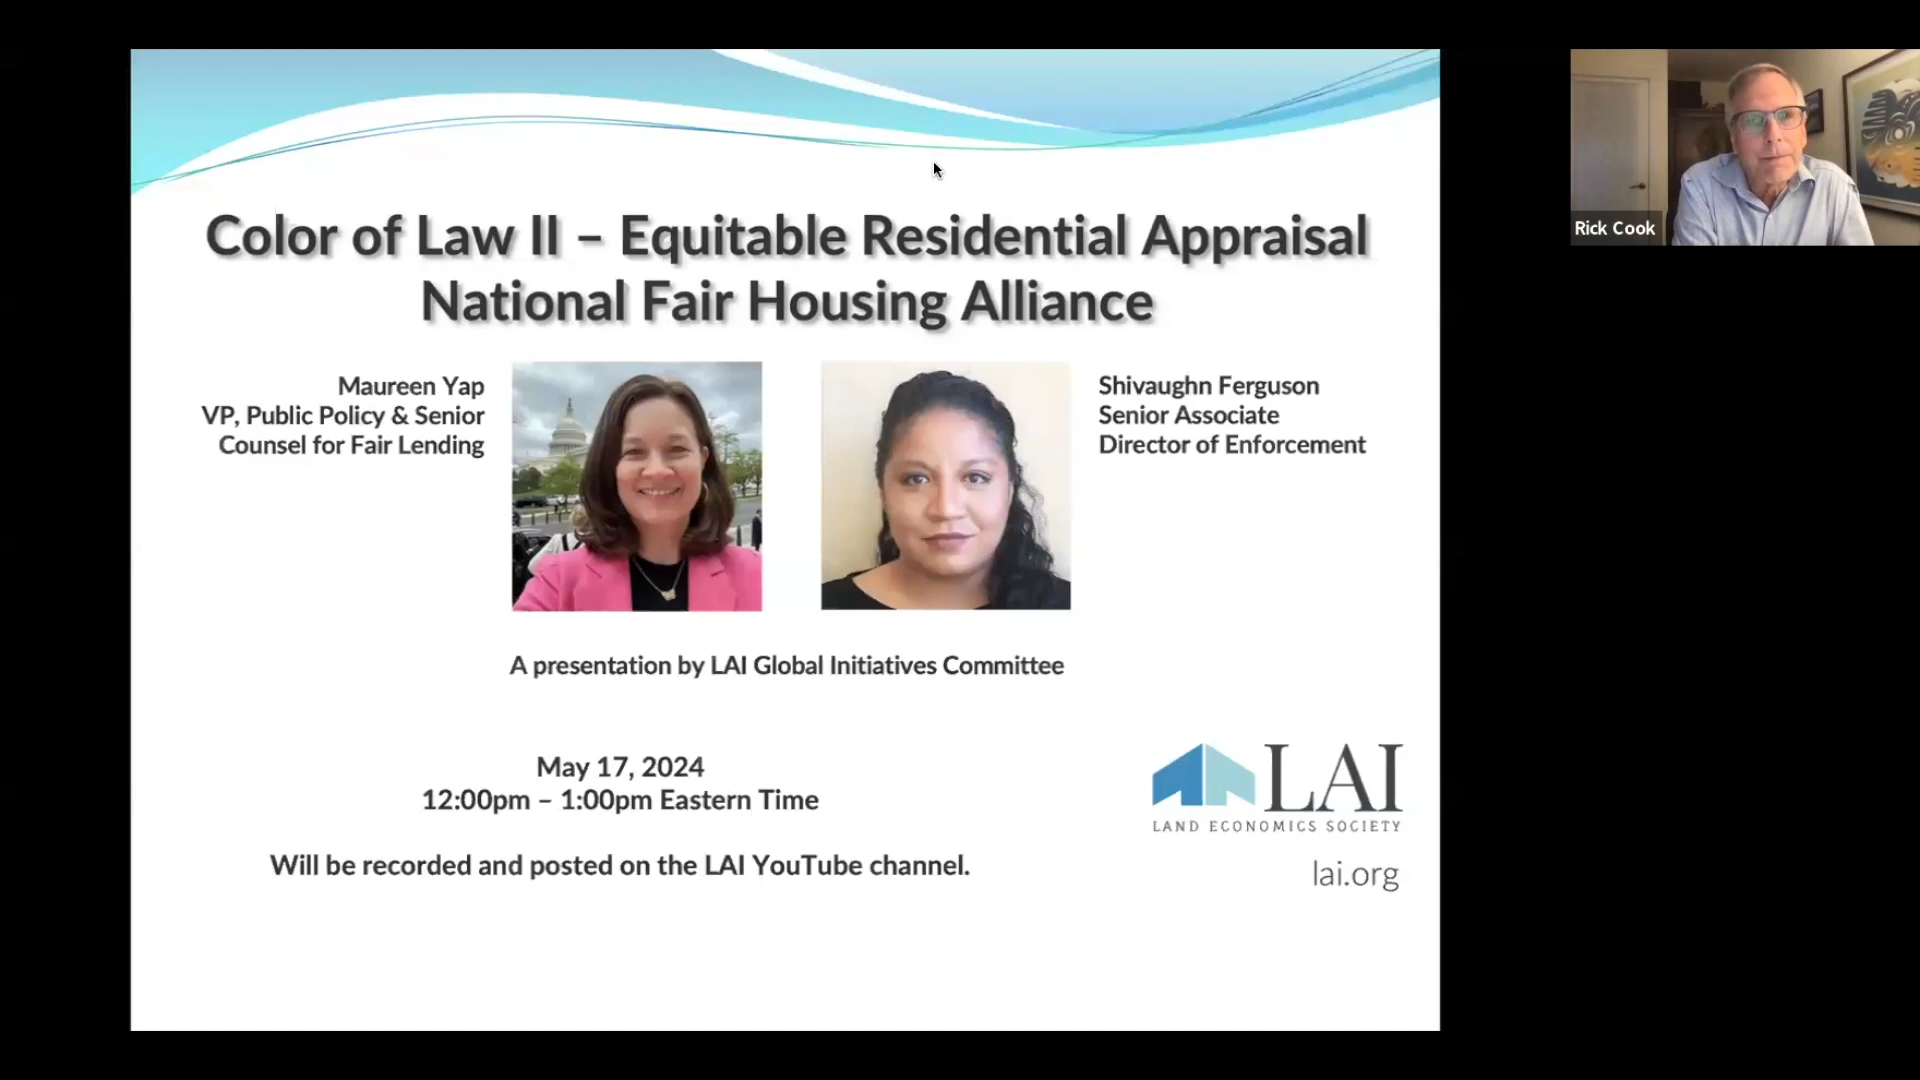 Color of Law II – Equitable Residential Appraisal
National Fair Housing Alliance
Maureen Yap
VP, Public Policy & Senior
Counsel for Fair Lending
Shivaughn Ferguson
Senior Associate
Director of Enforcement
A presentation by LAI Global Initiatives Committee
May 17, 2024
12:00pm – 1:00pm Eastern Time
Will be recorded and posted on the LAI YouTube channel.
LAI
LAND ECONOMICS SOCIETY
lai.org
Rick Cook